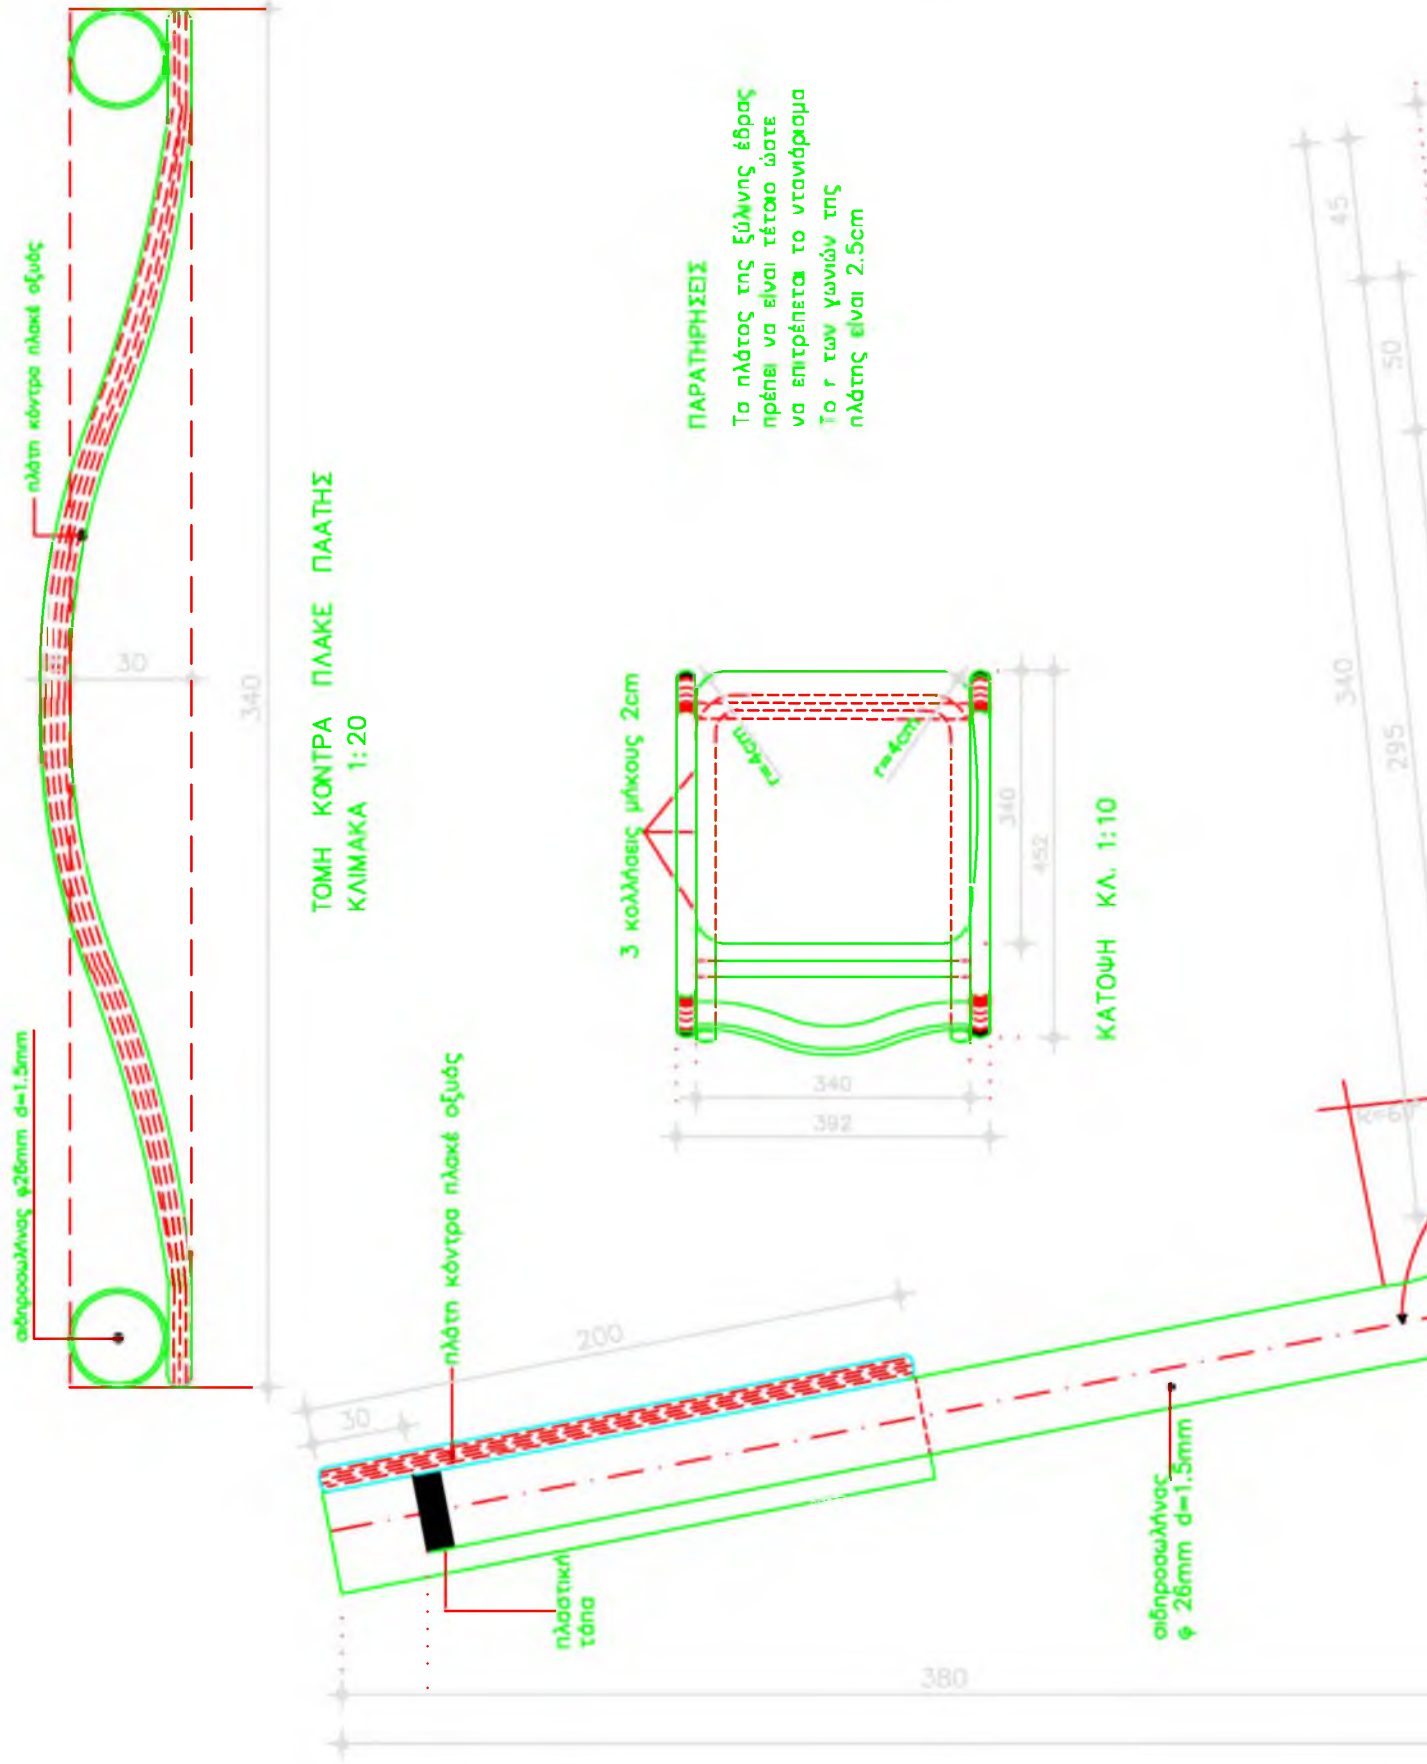 πλάτη κόντρα πλακέ οξυάς
σιδηροσωλήνας φ26mm d=1.5mm
30
340
ΤΟΜΗ ΚΟΝΤΡΑ ΠΛΑΚΕ ΠΛΑΤΗΣ
ΚΛΙΜΑΚΑ 1:20
ΠΑΡΑΤΗΡΗΣΕΙΣ
Το πλάτος της ξύλινης έδρας
πρέπει να είναι τέτοιο ώστε
να επιτρέπεται το ντανιάρισμα
Το r των γωνιών της
πλάτης είναι 2.5cm
3 κολλήσεις μήκους 2cm
r=4cm
r=4cm
340
452
340
392
ΚΑΤΟΨΗ ΚΛ. 1:10
45
50
340
295
R=60
πλάτη κόντρα πλακέ οξυάς
200
30
πλαστική
τάπα
σιδηροσωλήνας
φ 26mm d=1.5mm
380